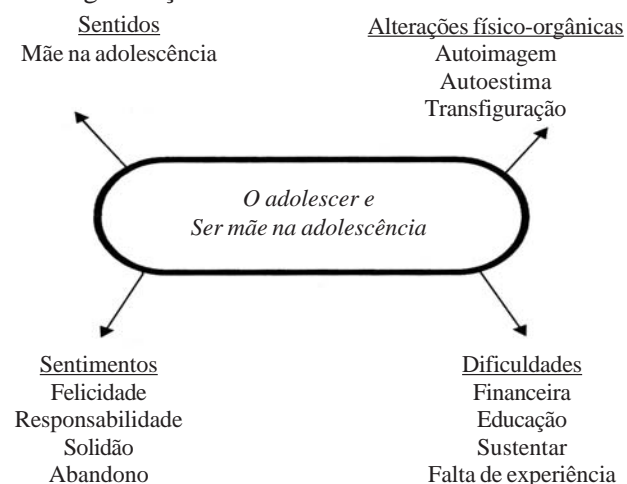 Sentidos
Mãe na adolescência
Alterações físico-orgânicas
Autoimagem
Autoestima
Transfiguração
O adolescer e
Ser mãe na adolescência
Sentimentos
Felicidade
Responsabilidade
Solidão
Abandono
Dificuldades
Financeira
Educação
Sustentar
Falta de experiência